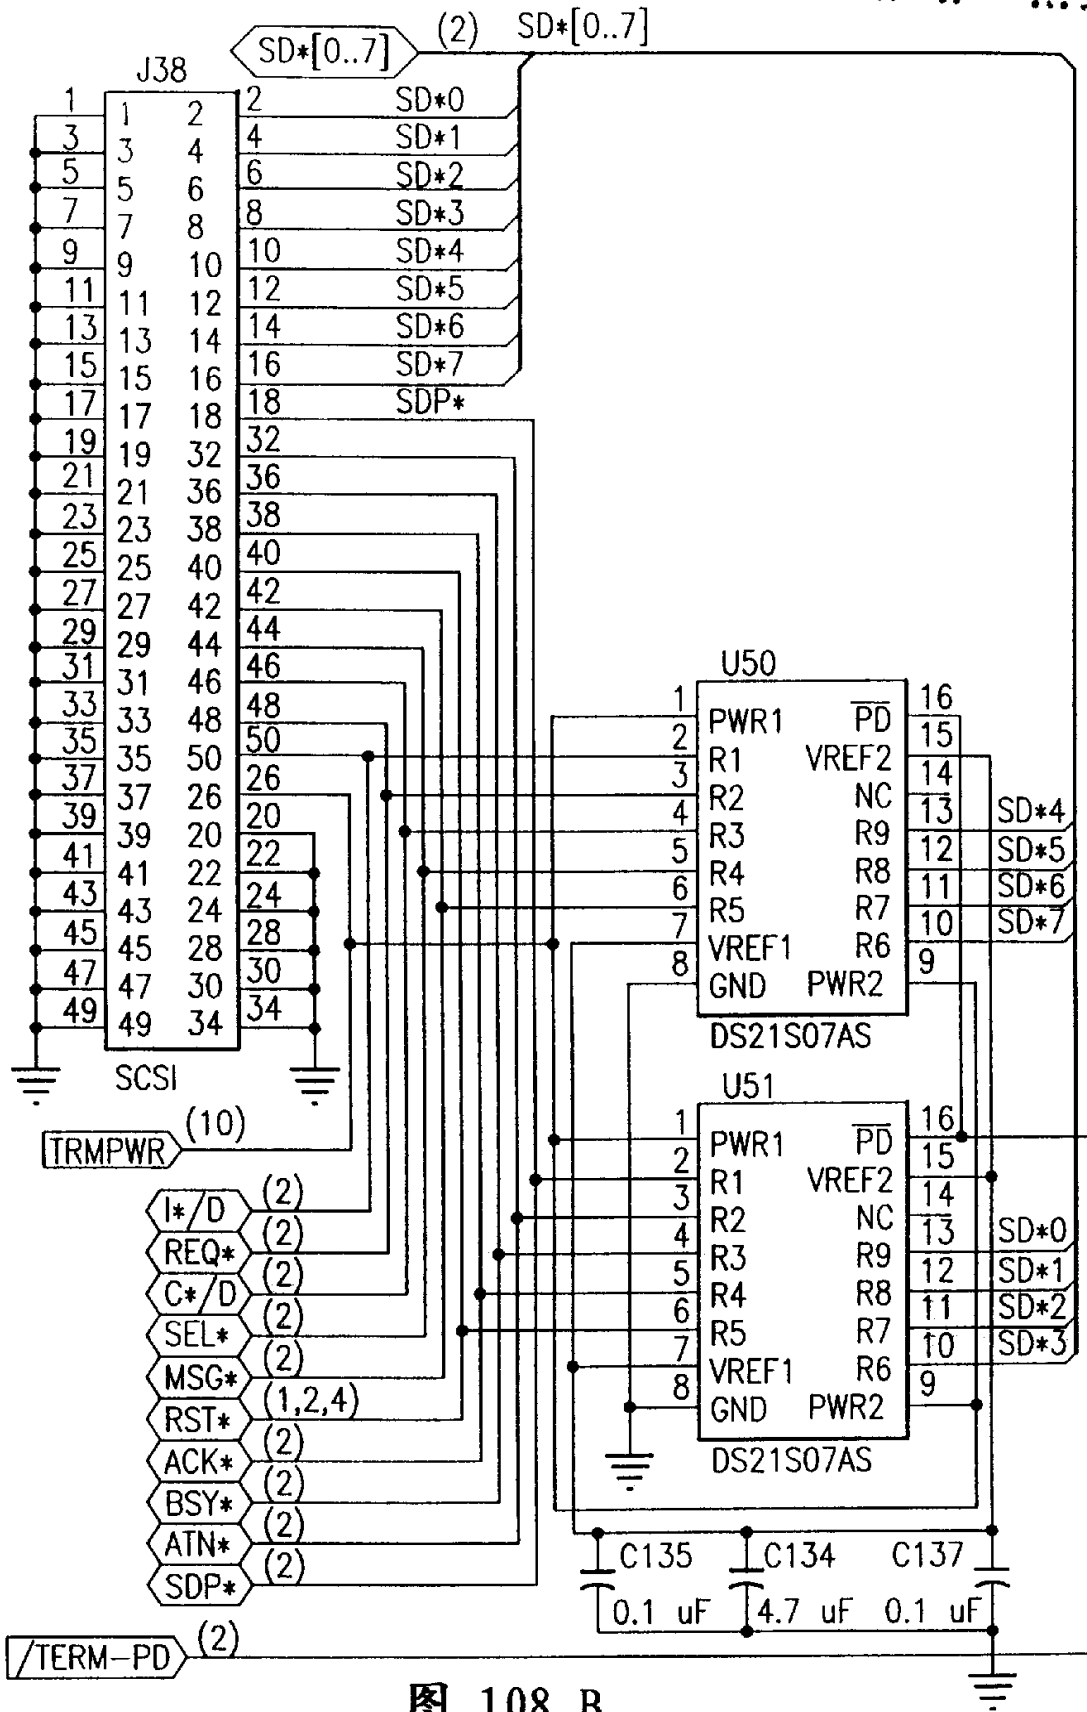 SD*[0..7] (2) SD*[0..7]
J38
1 1 2 2 SD*0
3 3 4 4 SD*1
5 5 6 6 SD*2
7 7 8 8 SD*3
9 9 10 10 SD*4
11 11 12 12 SD*5
13 13 14 14 SD*6
15 15 16 16 SD*7
17 17 18 18 SDP*
19 19 32 32
21 21 36 36
23 23 38 38
25 25 40 40
27 27 42 42
29 29 44 44
31 31 46 46
33 33 48 48
35 35 50 50
37 37 26 26
39 39 20 20
41 41 22 22
43 43 24 24
45 45 28 28
47 47 30 30
49 49 34 34
SCSI
U50
1 PWR1 PD 16
2 R1 VREF2 15
3 R2 NC 14
4 R3 R9 13 SD*4
5 R4 R8 12 SD*5
6 R5 R7 11 SD*6
7 VREF1 R6 10 SD*7
8 GND PWR2 9
DS21S07AS
U51
1 PWR1 PD 16
2 R1 VREF2 15
3 R2 NC 14
4 R3 R9 13 SD*0
5 R4 R8 12 SD*1
6 R5 R7 11 SD*2
7 VREF1 R6 10 SD*3
8 GND PWR2 9
DS21S07AS
TRMPWR (10)
I*/D (2)
REQ* (2)
C*/D (2)
SEL* (2)
MSG* (2)
RST* (1,2,4)
ACK* (2)
BSY* (2)
ATN* (2)
SDP* (2)
C135 C134 C137
0.1 uF 4.7 uF 0.1 uF
/TERM-PD (2)
图 108 B